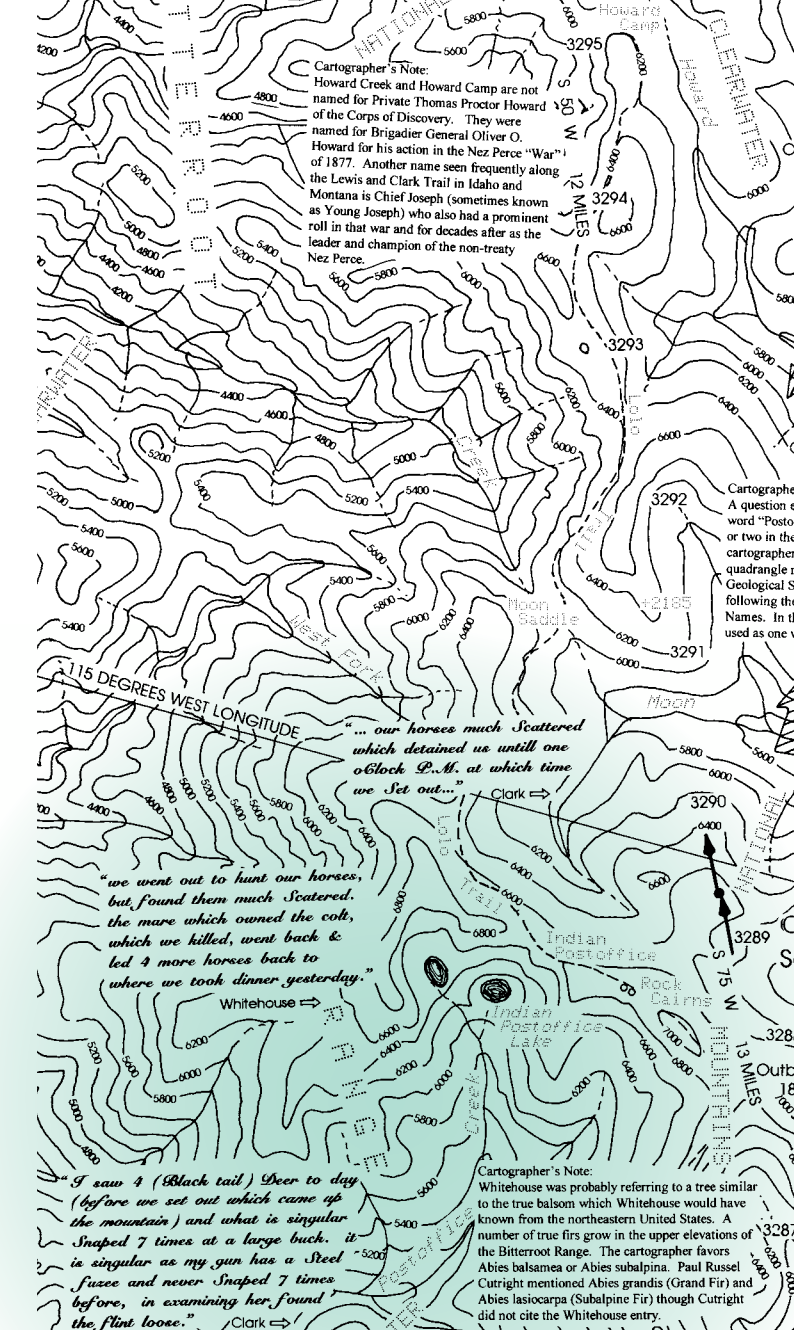 BITTERROOT
NATIONAL
Howard
Camp
3295
CLEARWATER
Howard
Cartographer's Note:
Howard Creek and Howard Camp are not
named for Private Thomas Proctor Howard
of the Corps of Discovery. They were
named for Brigadier General Oliver O.
Howard for his action in the Nez Perce "War"
of 1877. Another name seen frequently along
the Lewis and Clark Trail in Idaho and
Montana is Chief Joseph (sometimes known
as Young Joseph) who also had a prominent
roll in that war and for decades after as the
leader and champion of the non-treaty
Nez Perce.
S 50 W
12 MILES
3294
3293
Lolo
Trail
Creek
3292
Cartographe
A question e
word "Posto
or two in the
cartographer
quadrangle r
Geological S
following the
Names. In th
used as one w
+2185
Moon
Saddle
3291
West Fork
Moon
115 DEGREES WEST LONGITUDE
"... our horses much Scattered
which detained us untill one
oClock P.M. at which time
we Set out..."
Clark ⇨
3290
NATIONAL
Lolo
Trail
"we went out to hunt our horses,
but found them much Scatered.
the mare which owned the colt,
which we killed, went back &
led 4 more horses back to
where we took dinner yesterday."
Whitehouse ⇨
Indian
Postoffice
3289
Rock
Cairns
Indian
Postoffice
Lake
S 75 W
13 MILES
MOUNTAINS
RANGE
Creek
Postoffice
328
Outb
18
"I saw 4 (Black tail) Deer to day
(before we set out which came up
the mountain) and what is singular
Snaped 7 times at a large buck. it
is singular as my gun has a Steel
fuzee and never Snaped 7 times
before, in examining her found
the flint loose."
Clark ⇨
Cartographer's Note:
Whitehouse was probably referring to a tree similar
to the true balsom which Whitehouse would have
known from the northeastern United States. A
number of true firs grow in the upper elevations of
the Bitterroot Range. The cartographer favors
Abies balsamea or Abies subalpina. Paul Russel
Cutright mentioned Abies grandis (Grand Fir) and
Abies lasiocarpa (Subalpine Fir) though Cutright
did not cite the Whitehouse entry.
3287